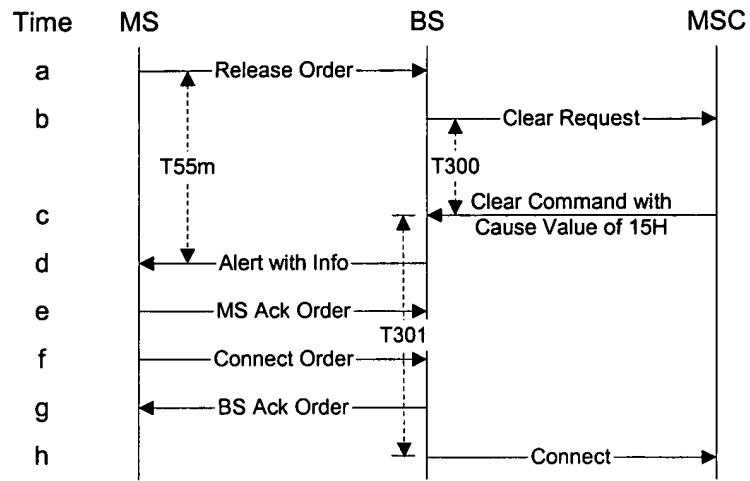 Time MS BS MSC
a Release Order
b Clear Request
T55m T300
c Clear Command with
Cause Value of 15H
d Alert with Info
e MS Ack Order
T301
f Connect Order
g BS Ack Order
h Connect